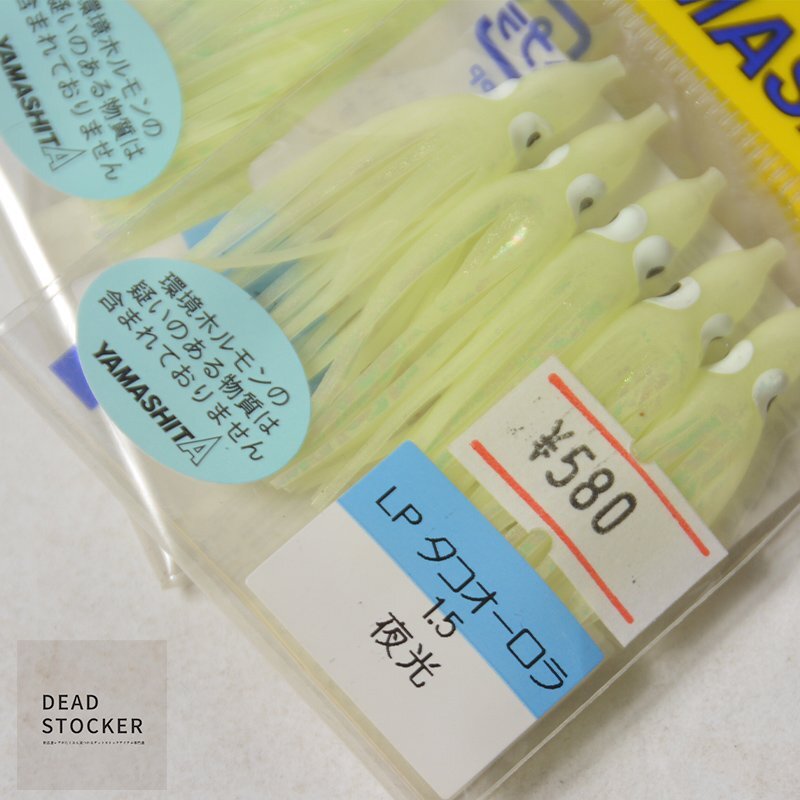 環境ホルモンの
疑いのある物質は
含まれておりません
YAMASHITA
YAMAS
環境ホルモンの
疑いのある物質は
含まれておりません
YAMASHITA
¥580
LP タコオーロラ
1.5
夜光
DEAD
STOCKER